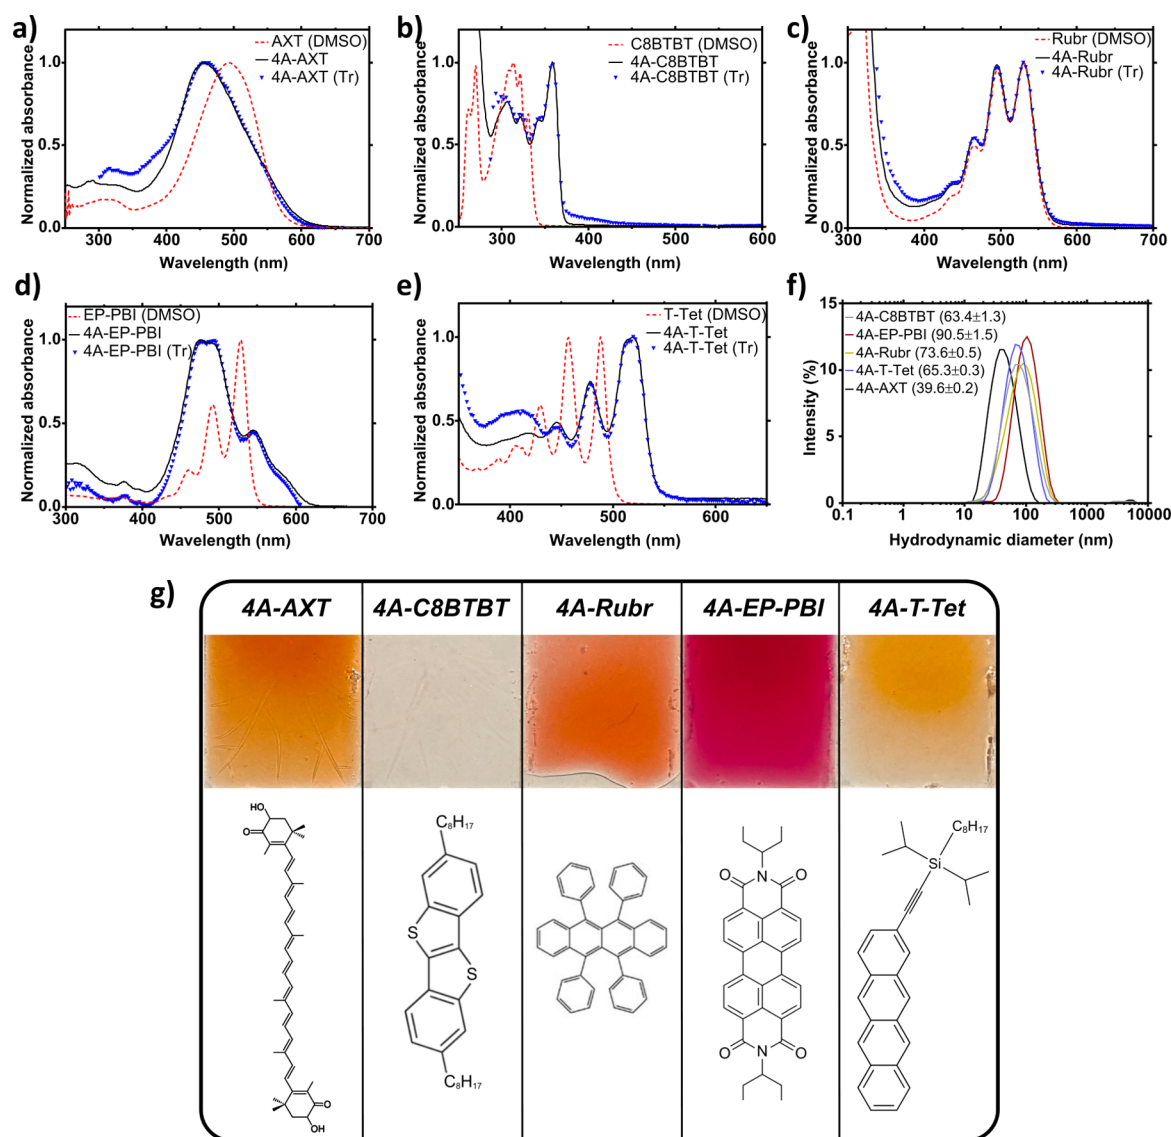 a)
AXT (DMSO)
4A-AXT
4A-AXT (Tr)
Normalized absorbance
1.0
0.5
0.0
300 400 500 600 700
Wavelength (nm)
b)
C8BTBT (DMSO)
4A-C8BTBT
4A-C8BTBT (Tr)
Normalized absorbance
1.0
0.5
0.0
300 400 500 600
Wavelength (nm)
c)
Rubr (DMSO)
4A-Rubr
4A-Rubr (Tr)
Normalized absorbance
1.0
0.5
0.0
300 400 500 600 700
Wavelength (nm)
d)
EP-PBI (DMSO)
4A-EP-PBI
4A-EP-PBI (Tr)
Normalized absorbance
1.0
0.5
0.0
300 400 500 600 700
Wavelength (nm)
e)
T-Tet (DMSO)
4A-T-Tet
4A-T-Tet (Tr)
Normalized absorbance
1.0
0.5
0.0
400 500 600
Wavelength (nm)
f)
4A-C8BTBT (63.4±1.3)
4A-EP-PBI (90.5±1.5)
4A-Rubr (73.6±0.5)
4A-T-Tet (65.3±0.3)
4A-AXT (39.6±0.2)
Intensity (%)
15
10
5
0
0.1 1 10 100 1000 10000
Hydrodynamic diameter (nm)
g)
4A-AXT 4A-C8BTBT 4A-Rubr 4A-EP-PBI 4A-T-Tet
HO
O
O
OH
C8H17
S
S
C8H17
O N O
O N O
C8H17
Si